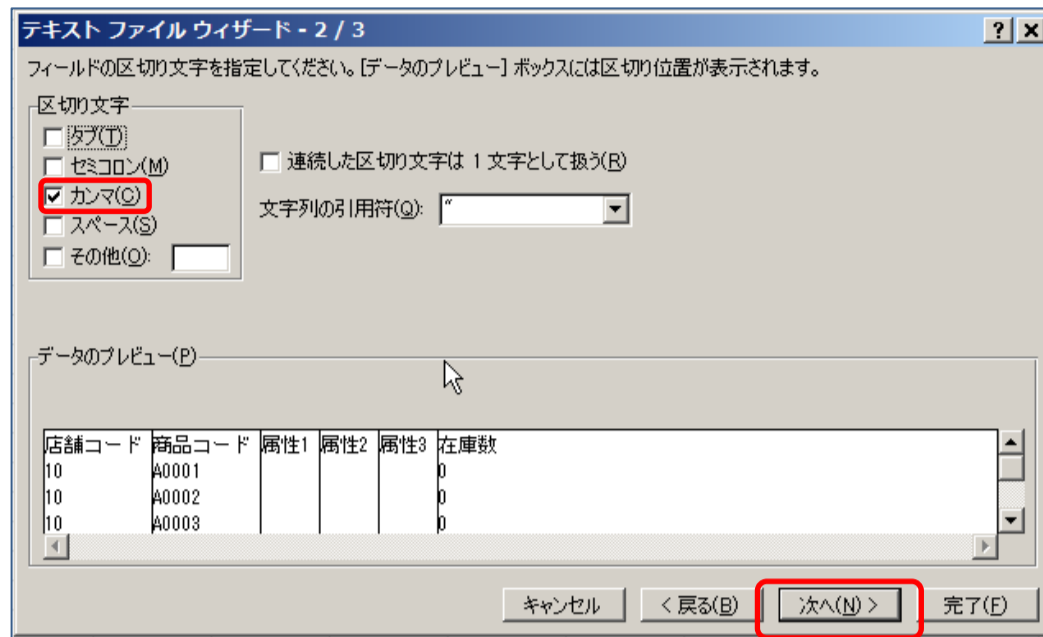 テキスト ファイル ウィザード - 2 / 3
フィールドの区切り文字を指定してください。[データのプレビュー] ボックスには区切り位置が表示されます。
区切り文字
タブ(T)
セミコロン(M)
カンマ(C)
スペース(S)
その他(O):
連続した区切り文字は 1 文字として扱う(R)
文字列の引用符(Q): "
データのプレビュー(P)
店舗コード 商品コード 属性1 属性2 属性3 在庫数
10 A0001 0
10 A0002 0
10 A0003 0
キャンセル < 戻る(B) 次へ(N) > 完了(F)